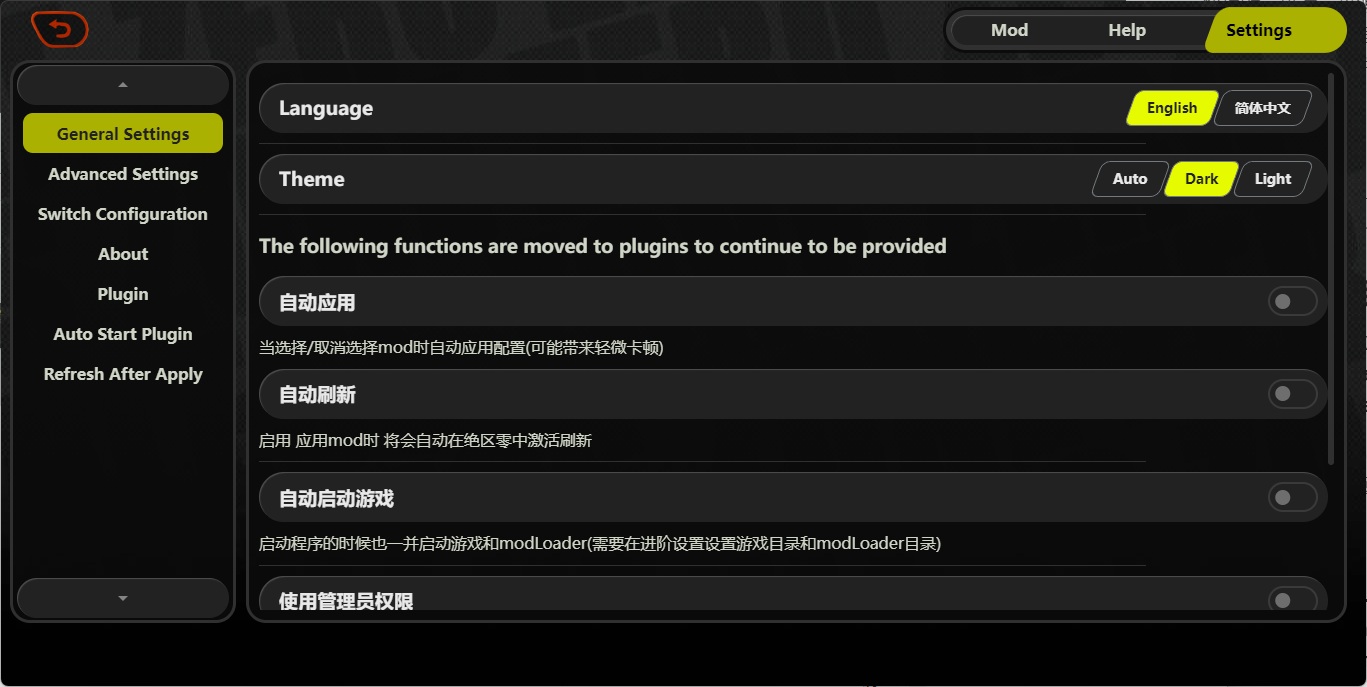 Mod
Help
Settings
General Settings
Advanced Settings
Switch Configuration
About
Plugin
Auto Start Plugin
Refresh After Apply
Language
English
简体中文
Theme
Auto
Dark
Light
The following functions are moved to plugins to continue to be provided
自动应用
当选择/取消选择mod时自动应用配置(可能带来轻微卡顿)
自动刷新
启用 应用mod时 将会自动在绝区零中激活刷新
自动启动游戏
启动程序的时候也一并启动游戏和modLoader(需要在进阶设置设置游戏目录和modLoader目录)
使用管理员权限